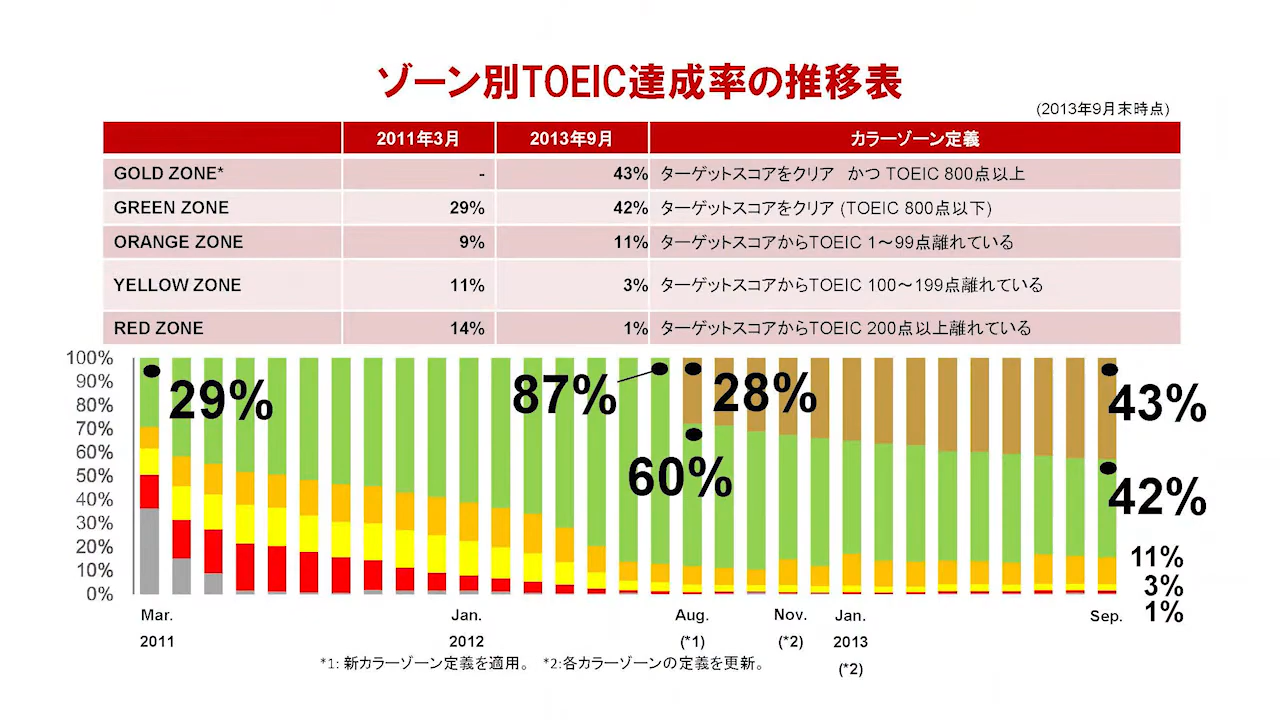 ゾーン別TOEIC達成率の推移表
(2013年9月末時点)
2011年3月 2013年9月 カラーゾーン定義
GOLD ZONE* - 43% ターゲットスコアをクリア かつ TOEIC 800点以上
GREEN ZONE 29% 42% ターゲットスコアをクリア (TOEIC 800点以下)
ORANGE ZONE 9% 11% ターゲットスコアからTOEIC 1～99点離れている
YELLOW ZONE 11% 3% ターゲットスコアからTOEIC 100～199点離れている
RED ZONE 14% 1% ターゲットスコアからTOEIC 200点以上離れている
100%
90%
80%
70%
60%
50%
40%
30%
20%
10%
0%
29%
87%
28%
60%
43%
42%
11%
3%
1%
Mar. Jan. Aug. Nov. Jan. Sep.
2011 2012 (*1) (*2) 2013
(*2)
*1: 新カラーゾーン定義を適用。 *2:各カラーゾーンの定義を更新。